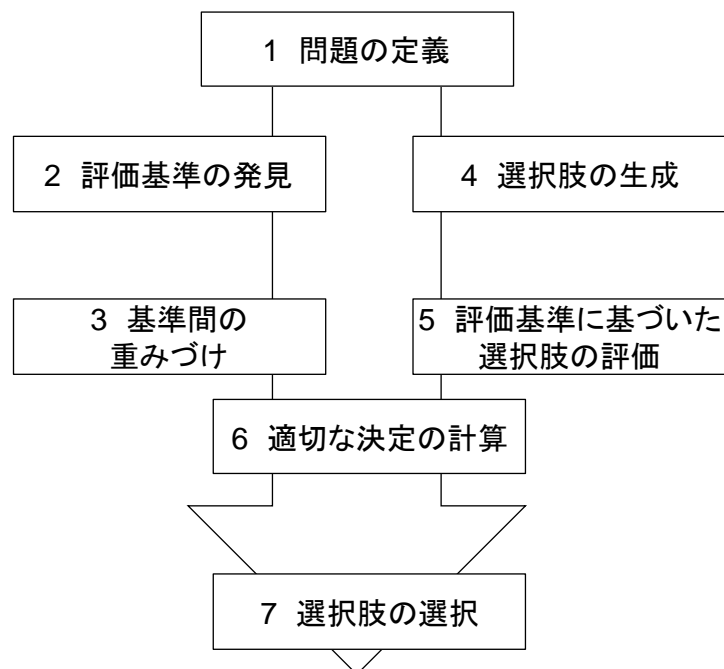 1 問題の定義
2 評価基準の発見
4 選択肢の生成
3 基準間の
重みづけ
5 評価基準に基づいた
選択肢の評価
6 適切な決定の計算
7 選択肢の選択